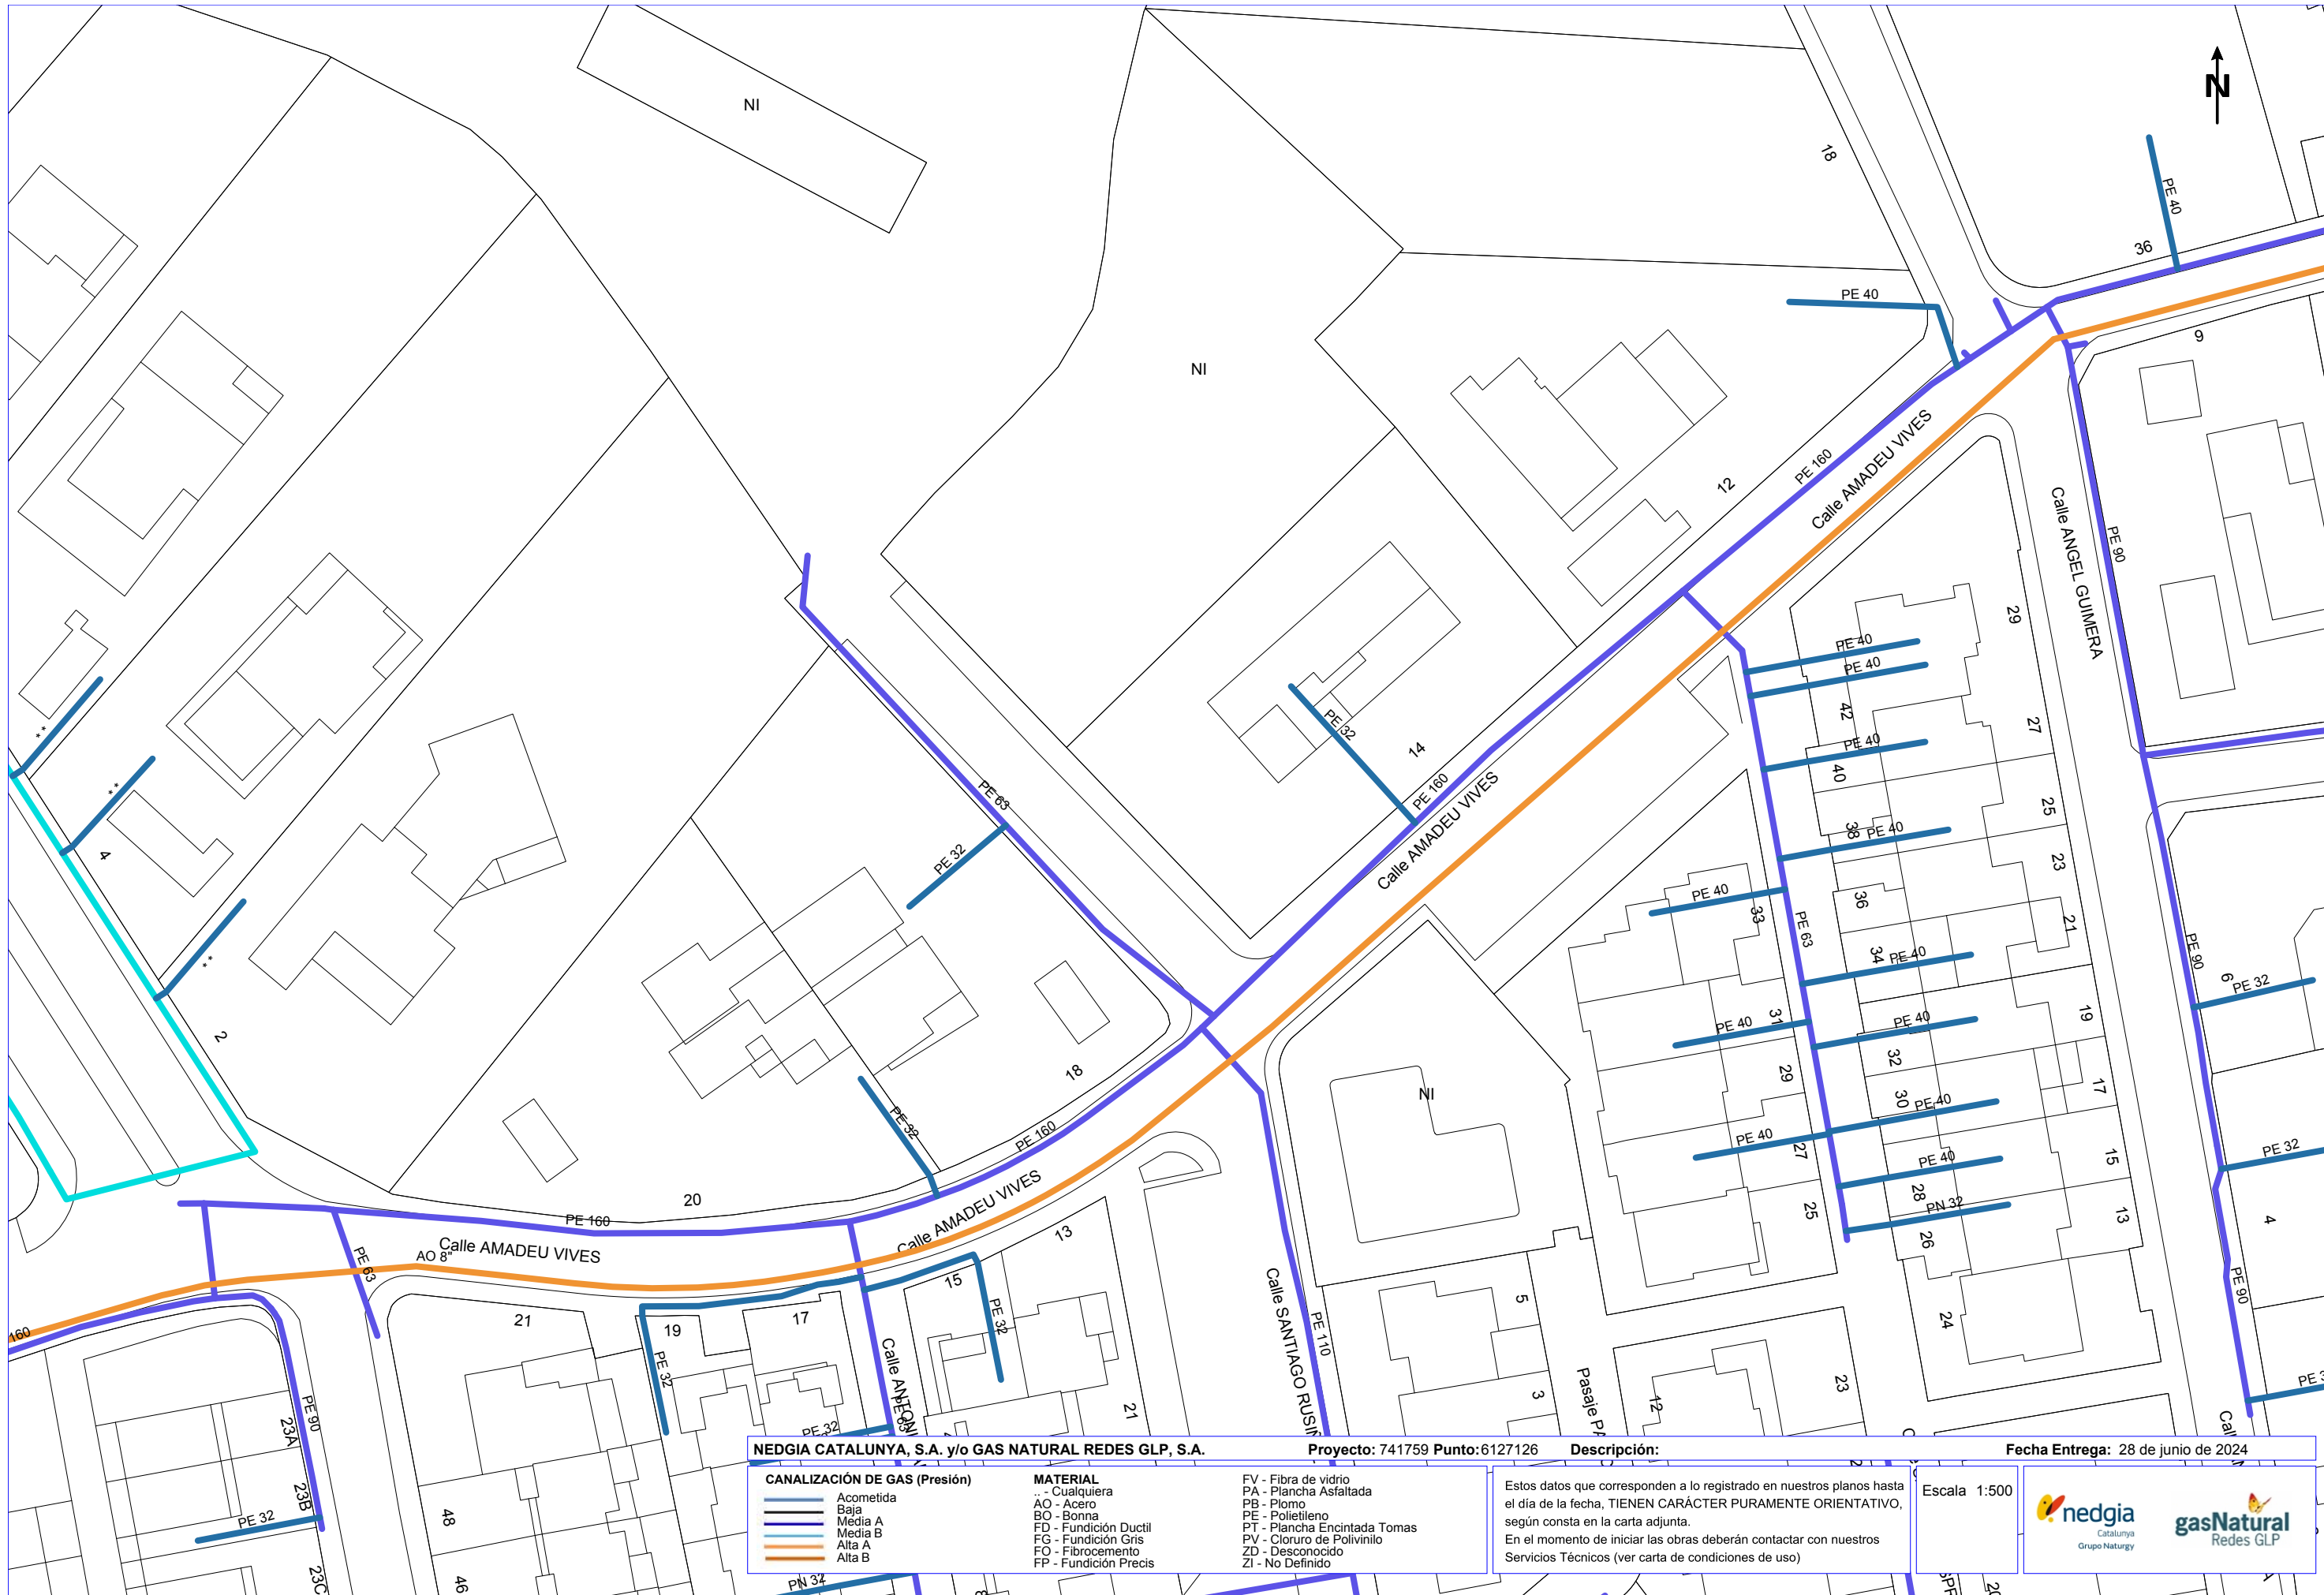 NI
N
18
PE 40
36
PE 40
9
NI
12
PE 160
Calle AMADEU VIVES
Calle ANGEL GUIMERA
PE 90
29
PE 40
PE 40
42
27
PE 40
40
25
38
PE 40
23
36
21
PE 40
33
PE 63
34
PE 40
PE 90
6
PE 32
PE 32
14
PE 160
Calle AMADEU VIVES
PE 63
PE 32
**
**
4
**
2
31
PE 40
PE 40
19
32
29
17
30
PE 40
PE 40
27
15
PE 32
PE 40
28
25
PN 32
13
26
4
NI
18
PE 32
PE 160
20
PE 160
Calle AMADEU VIVES
Calle AMADEU VIVES
AO 8"
PE 63
13
15
PE 32
17
19
21
PE 32
160
PE 90
23A
23B
PE 32
23C
48
46
Calle SANTIAGO RUSIÑ
PE 110
5
3
Pasaje PA
12
23
24
PE 90
PE 3
Calle ANTONI
PE 63
PE 32
21
PN 32
NEDGIA CATALUNYA, S.A. y/o GAS NATURAL REDES GLP, S.A. Proyecto: 741759 Punto:6127126 Descripción: Fecha Entrega: 28 de junio de 2024
CANALIZACIÓN DE GAS (Presión)
Acometida
Baja
Media A
Media B
Alta A
Alta B
MATERIAL
.. - Cualquiera
AO - Acero
BO - Bonna
FD - Fundición Ductil
FG - Fundición Gris
FO - Fibrocemento
FP - Fundición Precis
FV - Fibra de vidrio
PA - Plancha Asfaltada
PB - Plomo
PE - Polietileno
PT - Plancha Encintada Tomas
PV - Cloruro de Polivinilo
ZD - Desconocido
ZI - No Definido
Estos datos que corresponden a lo registrado en nuestros planos hasta
el día de la fecha, TIENEN CARÁCTER PURAMENTE ORIENTATIVO,
según consta en la carta adjunta.
En el momento de iniciar las obras deberán contactar con nuestros
Servicios Técnicos (ver carta de condiciones de uso)
Escala 1:500
nedgia
Catalunya
Grupo Naturgy
gasNatural
Redes GLP